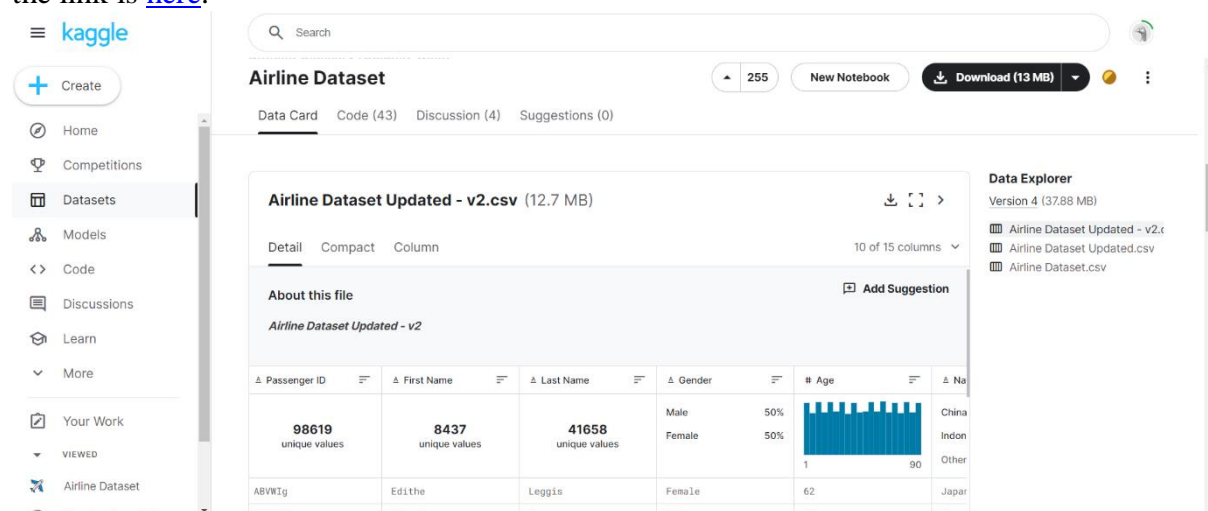 the link is here.
kaggle
Search
Create
Home
Competitions
Datasets
Models
Code
Discussions
Learn
More
Your Work
VIEWED
Airline Dataset
Airline Dataset
255
New Notebook
Download (13 MB)
Data Card Code (43) Discussion (4) Suggestions (0)
Airline Dataset Updated - v2.csv (12.7 MB)
Detail Compact Column
10 of 15 columns
About this file
Add Suggestion
Airline Dataset Updated - v2
Passenger ID First Name Last Name Gender # Age Na
98619 unique values
8437 unique values
41658 unique values
Male 50%
Female 50%
1 90
China
Indon
Other
ABVWIg Edithe Leggis Female 62 Japar
Data Explorer
Version 4 (37.88 MB)
Airline Dataset Updated - v2.c
Airline Dataset Updated.csv
Airline Dataset.csv